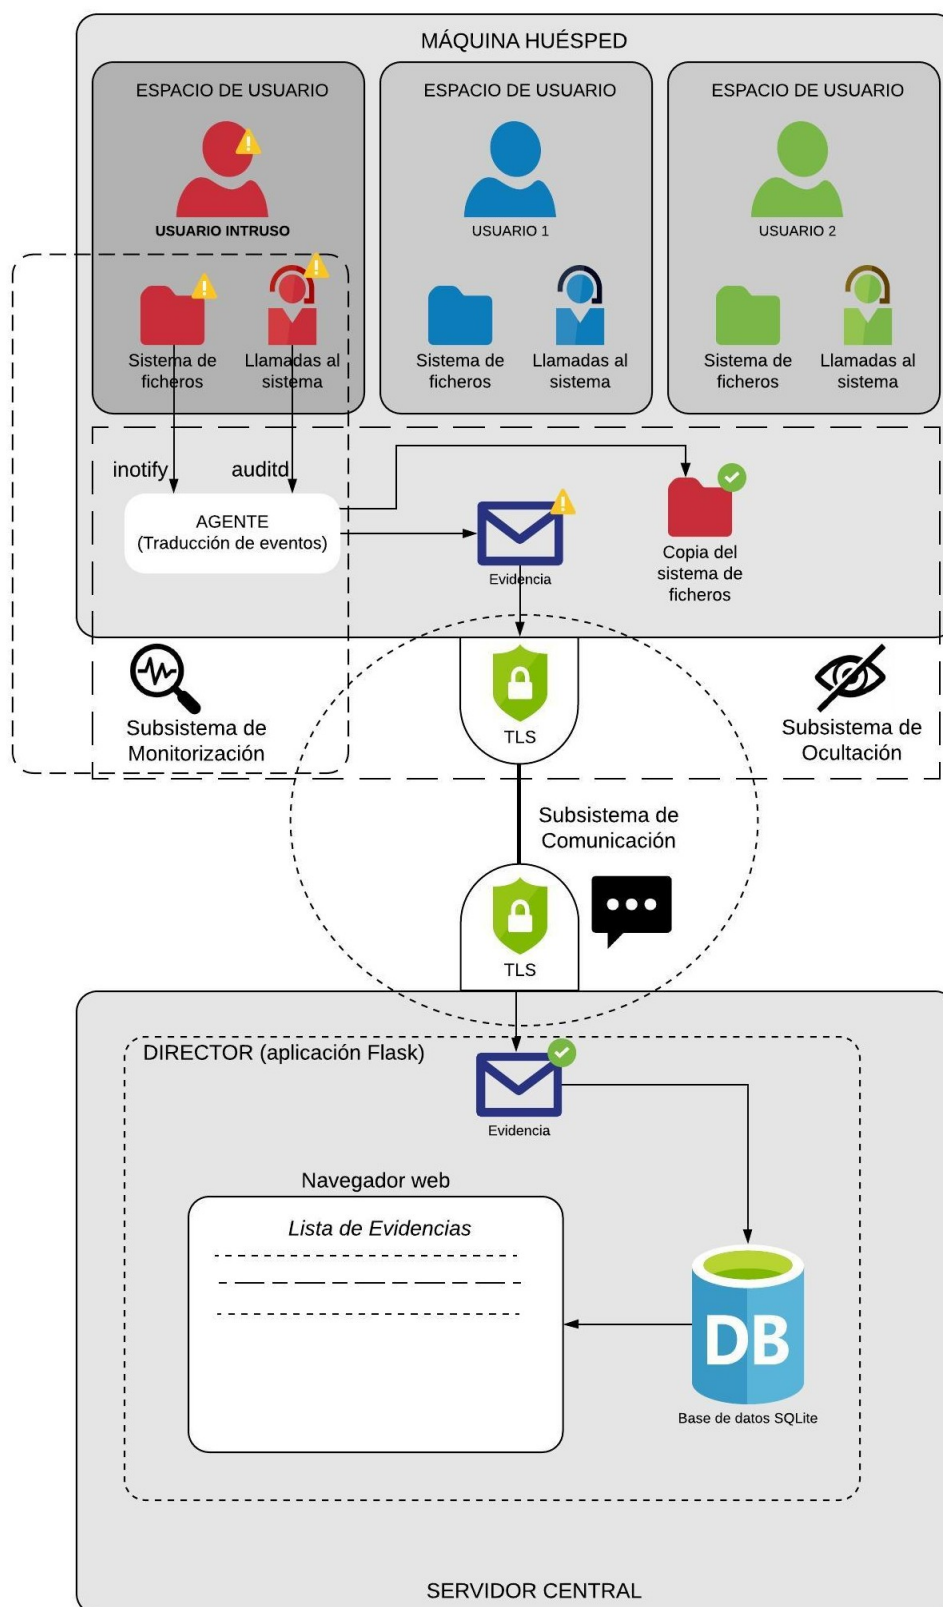 MÁQUINA HUÉSPED
ESPACIO DE USUARIO
ESPACIO DE USUARIO
ESPACIO DE USUARIO
USUARIO INTRUSO
USUARIO 1
USUARIO 2
Sistema de
ficheros
Llamadas al
sistema
Sistema de
ficheros
Llamadas al
sistema
Sistema de
ficheros
Llamadas al
sistema
inotify
auditd
AGENTE
(Traducción de eventos)
Evidencia
Copia del
sistema de
ficheros
TLS
Subsistema de
Monitorización
Subsistema de
Ocultación
Subsistema de
Comunicación
TLS
DIRECTOR (aplicación Flask)
Evidencia
Navegador web
Lista de Evidencias
DB
Base de datos SQLite
SERVIDOR CENTRAL